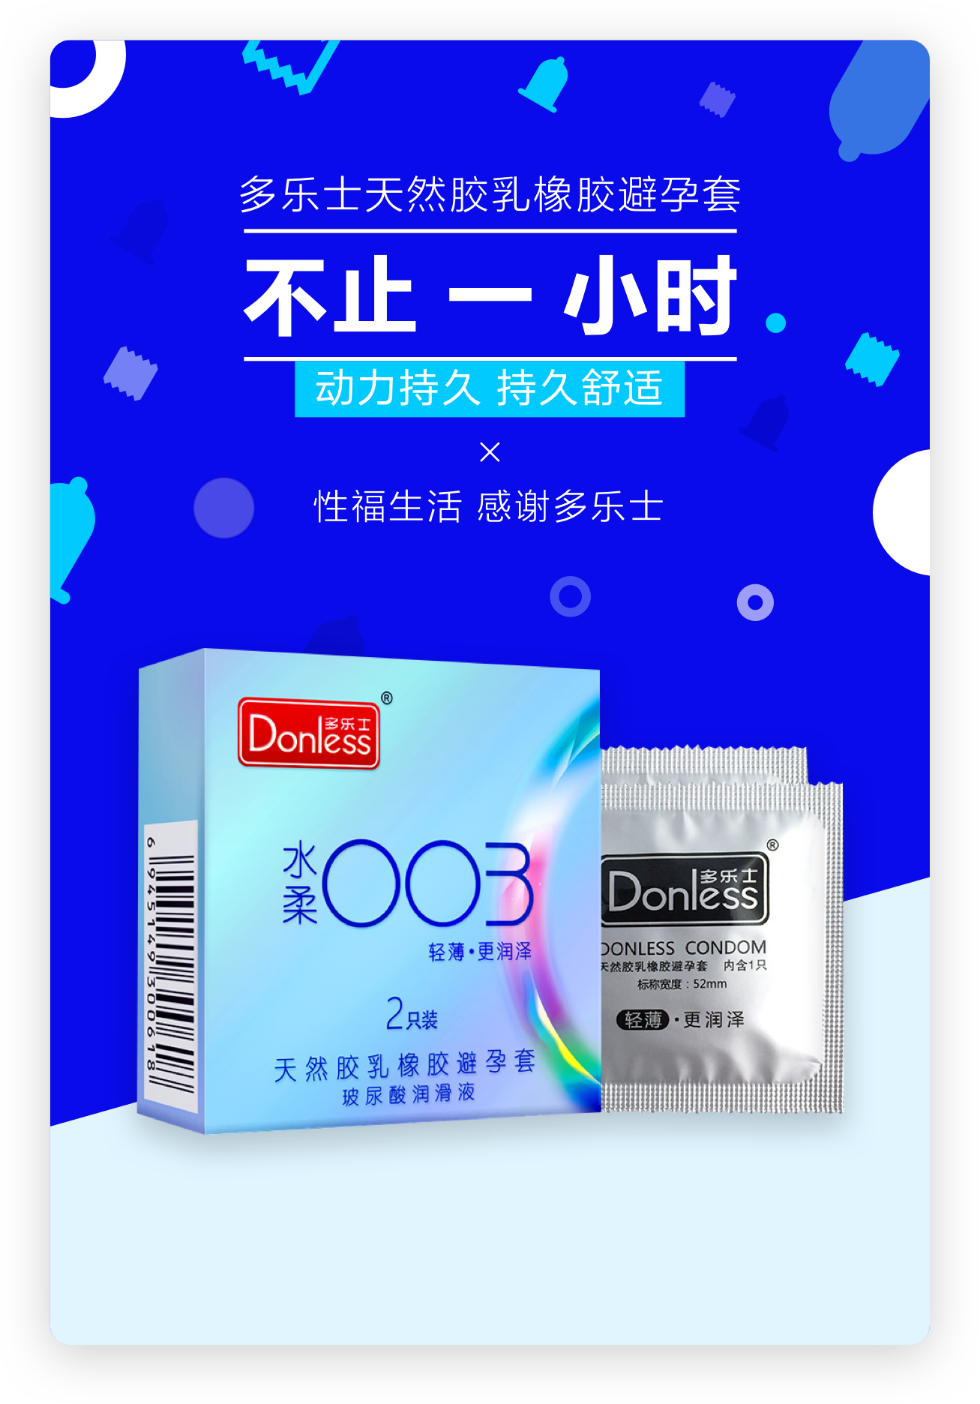 多乐士天然胶乳橡胶避孕套
不止 一 小时
动力持久 持久舒适
×
性福生活 感谢多乐士
Donless 多乐士 ®
水柔 003
轻薄·更润泽
2只装
天然胶乳橡胶避孕套
玻尿酸润滑液
6 945149 300618
Donless 多乐士 ®
DONLESS CONDOM
天然胶乳橡胶避孕套 内含1只
标称宽度：52mm
轻薄·更润泽